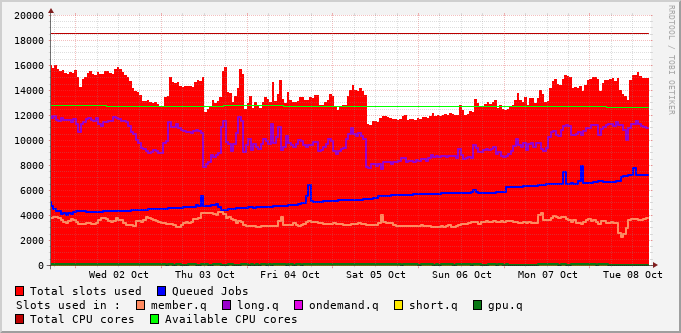 20000
18000
16000
14000
12000
10000
8000
6000
4000
2000
0
Wed 02 Oct Thu 03 Oct Fri 04 Oct Sat 05 Oct Sun 06 Oct Mon 07 Oct Tue 08 Oct
Total slots used Queued Jobs
Slots used in : member.q long.q ondemand.q short.q gpu.q
Total CPU cores Available CPU cores
RRDTOOL / TOBI OETIKER